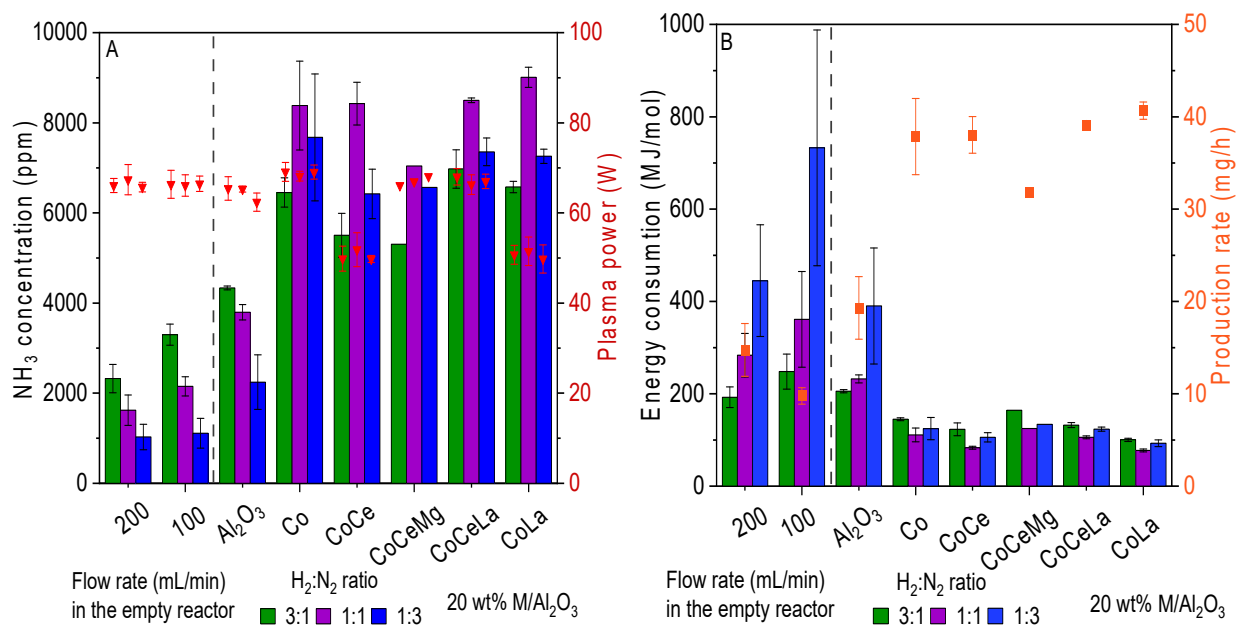 A
10000
8000
6000
4000
2000
0
NH₃ concentration (ppm)
100
80
60
40
20
0
Plasma power (W)
200
100
Al₂O₃
Co
CoCe
CoCeMg
CoCeLa
CoLa
Flow rate (mL/min)
in the empty reactor
H₂:N₂ ratio
3:1 1:1 1:3
20 wt% M/Al₂O₃
B
1000
800
600
400
200
0
Energy consumtion (MJ/mol)
50
40
30
20
10
0
Production rate (mg/h)
200
100
Al₂O₃
Co
CoCe
CoCeMg
CoCeLa
CoLa
Flow rate (mL/min)
in the empty reactor
H₂:N₂ ratio
3:1 1:1 1:3
20 wt% M/Al₂O₃